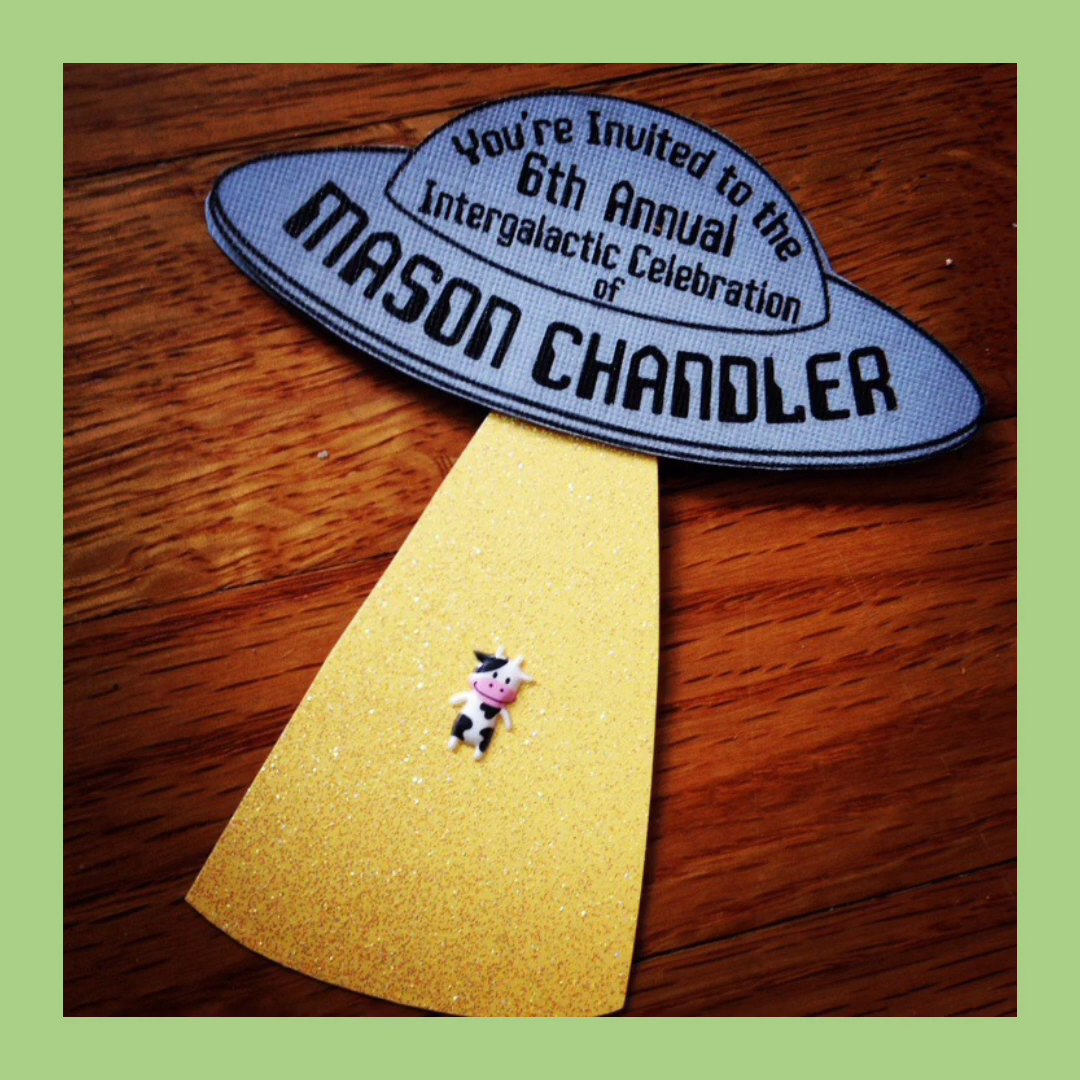 You're Invited to the
6th Annual
Intergalactic Celebration
of
MASON CHANDLER